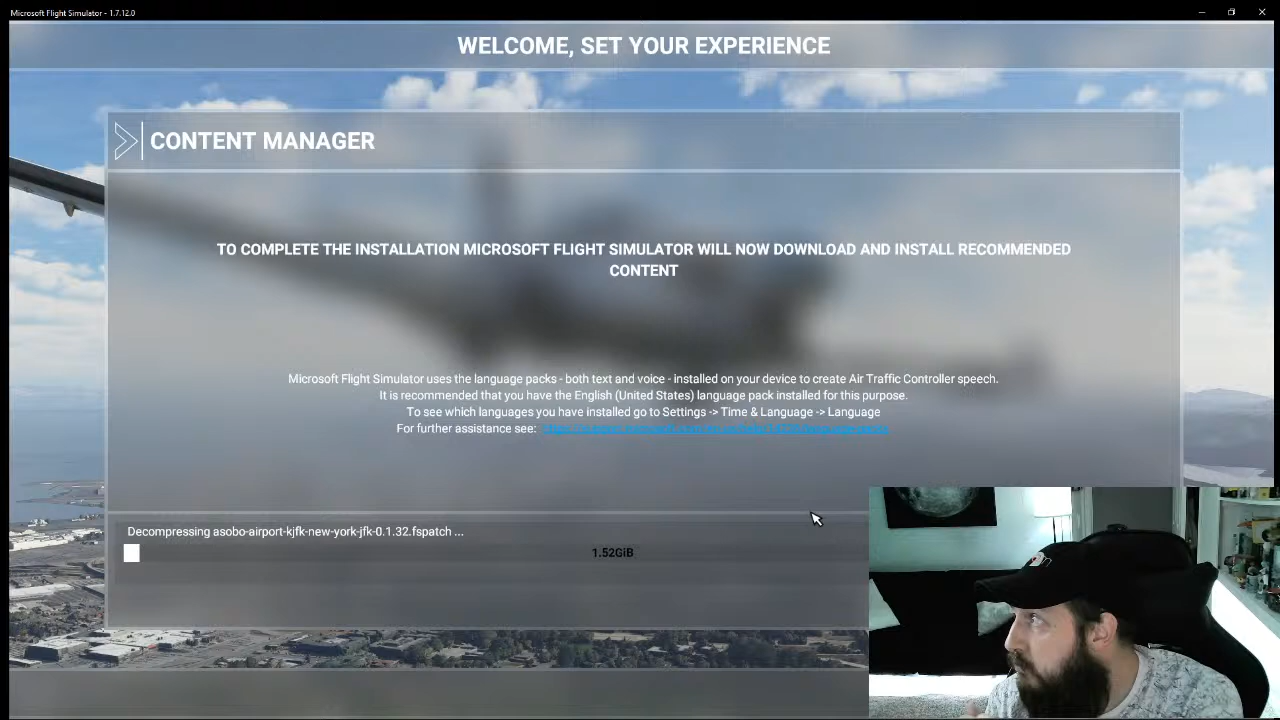 Microsoft Flight Simulator - 1.7.12.0
WELCOME, SET YOUR EXPERIENCE
CONTENT MANAGER
TO COMPLETE THE INSTALLATION MICROSOFT FLIGHT SIMULATOR WILL NOW DOWNLOAD AND INSTALL RECOMMENDED
CONTENT
Microsoft Flight Simulator uses the language packs - both text and voice - installed on your device to create Air Traffic Controller speech.
It is recommended that you have the English (United States) language pack installed for this purpose.
To see which languages you have installed go to Settings -> Time & Language -> Language
For further assistance see:
Decompressing asobo-airport-kjfk-new-york-jfk-0.1.32.fspatch ...
1.52GiB